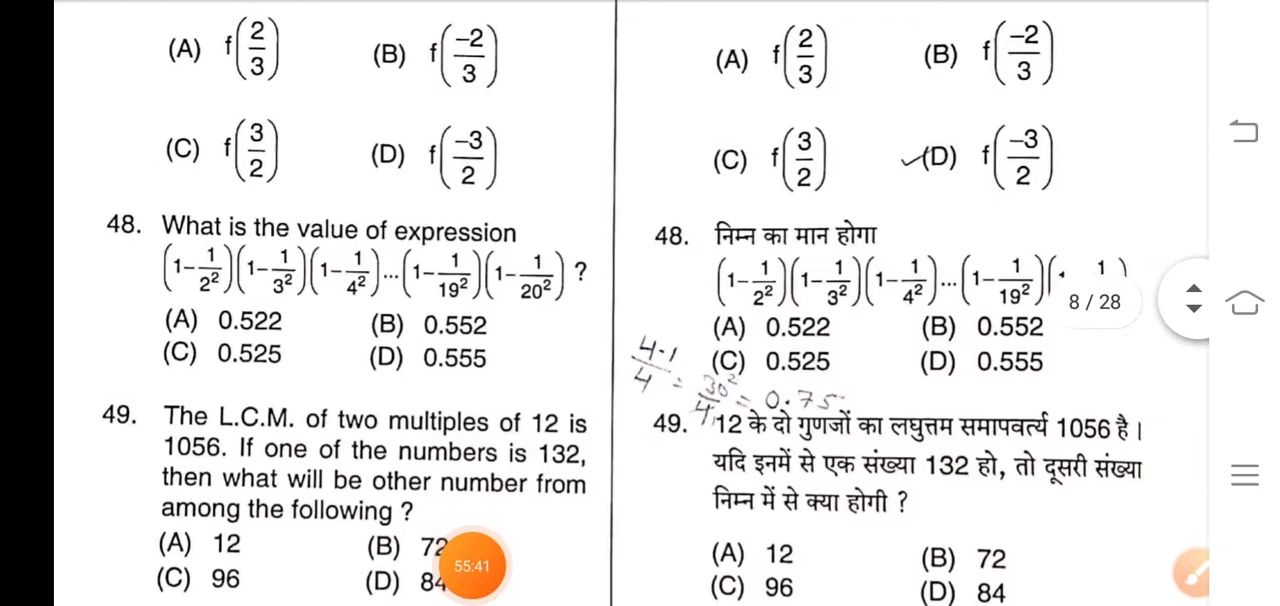 (A) f(2/3) (B) f(-2/3)
(C) f(3/2) (D) f(-3/2)
48. What is the value of expression
(1-1/2²)(1-1/3²)(1-1/4²)...(1-1/19²)(1-1/20²) ?
(A) 0.522 (B) 0.552
(C) 0.525 (D) 0.555
49. The L.C.M. of two multiples of 12 is
1056. If one of the numbers is 132,
then what will be other number from
among the following ?
(A) 12 (B) 72
(C) 96 (D) 84
55:41
(A) f(2/3) (B) f(-2/3)
(C) f(3/2) (D) f(-3/2)
48. निम्न का मान होगा
(1-1/2²)(1-1/3²)(1-1/4²)...(1-1/19²)(
8 / 28
(A) 0.522 (B) 0.552
(C) 0.525 (D) 0.555
4-1/4 = = 0.75
49. 12 के दो गुणजों का लघुत्तम समापवर्त्य 1056 है।
यदि इनमें से एक संख्या 132 हो, तो दूसरी संख्या
निम्न में से क्या होगी ?
(A) 12 (B) 72
(C) 96 (D) 84